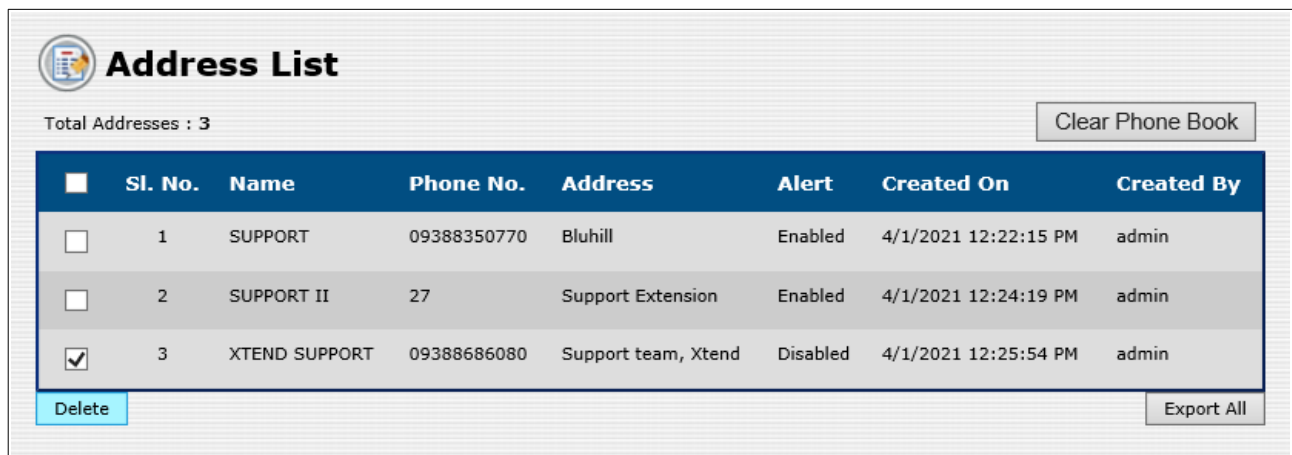 Address List
Total Addresses : 3
Clear Phone Book
Sl. No. Name Phone No. Address Alert Created On Created By
1 SUPPORT 09388350770 Bluhill Enabled 4/1/2021 12:22:15 PM admin
2 SUPPORT II 27 Support Extension Enabled 4/1/2021 12:24:19 PM admin
3 XTEND SUPPORT 09388686080 Support team, Xtend Disabled 4/1/2021 12:25:54 PM admin
Delete
Export All